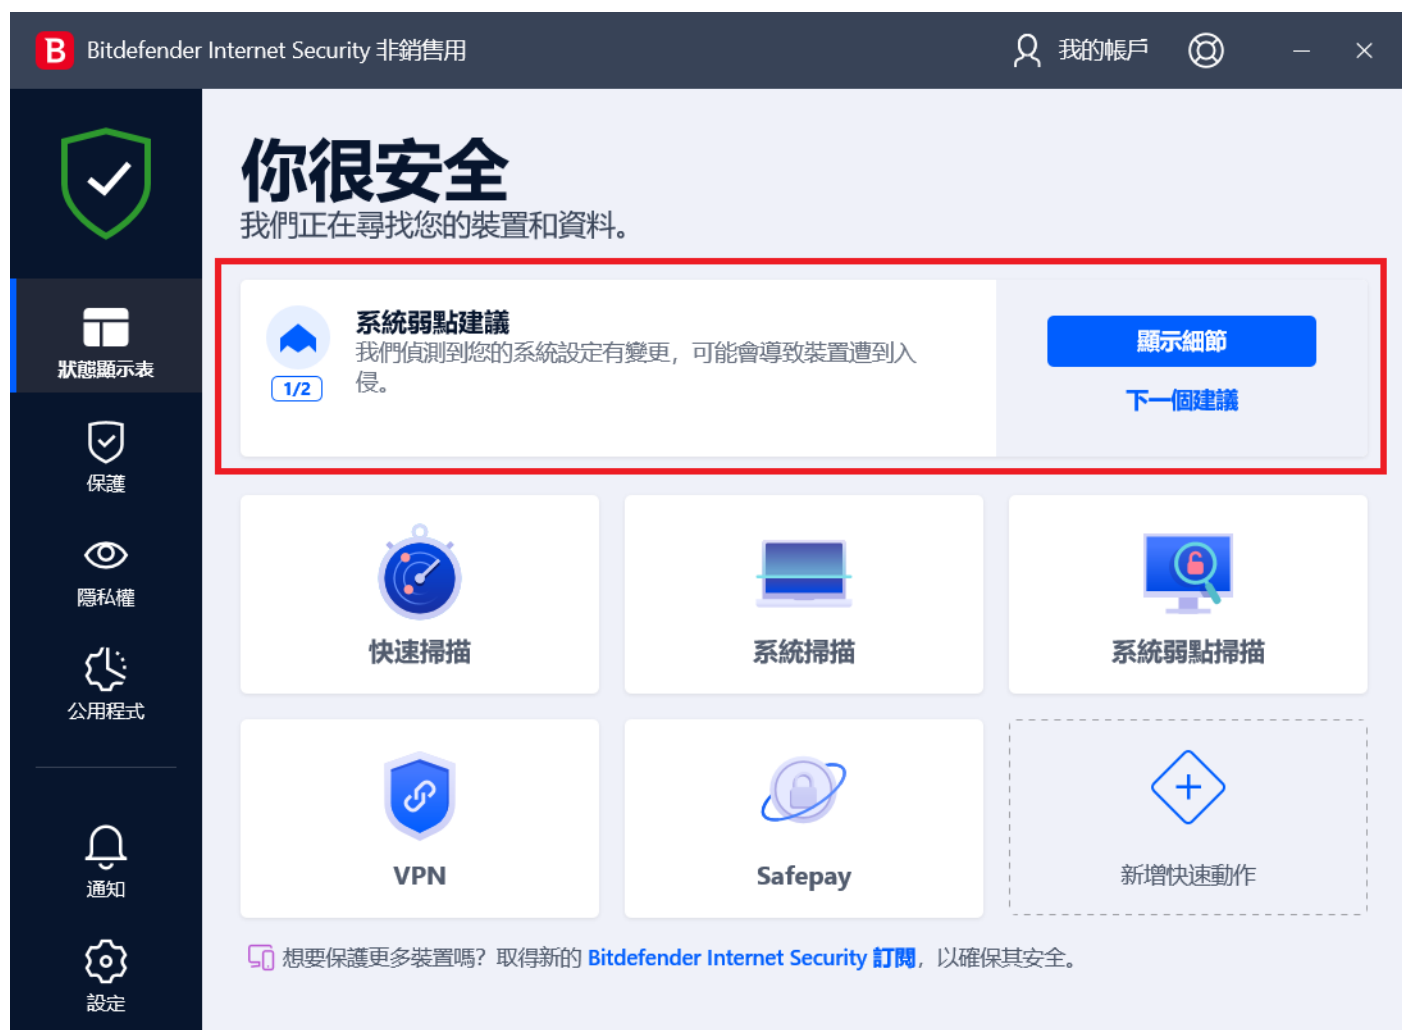 B Bitdefender Internet Security 非銷售用
我的帳戶
你很安全
我們正在尋找您的裝置和資料。
系統弱點建議
我們偵測到您的系統設定有變更，可能會導致裝置遭到入
侵。
1/2
顯示細節
下一個建議
狀態顯示表
保護
隱私權
公用程式
通知
設定
快速掃描
系統掃描
系統弱點掃描
VPN
Safepay
新增快速動作
想要保護更多裝置嗎？取得新的 Bitdefender Internet Security 訂閱，以確保其安全。